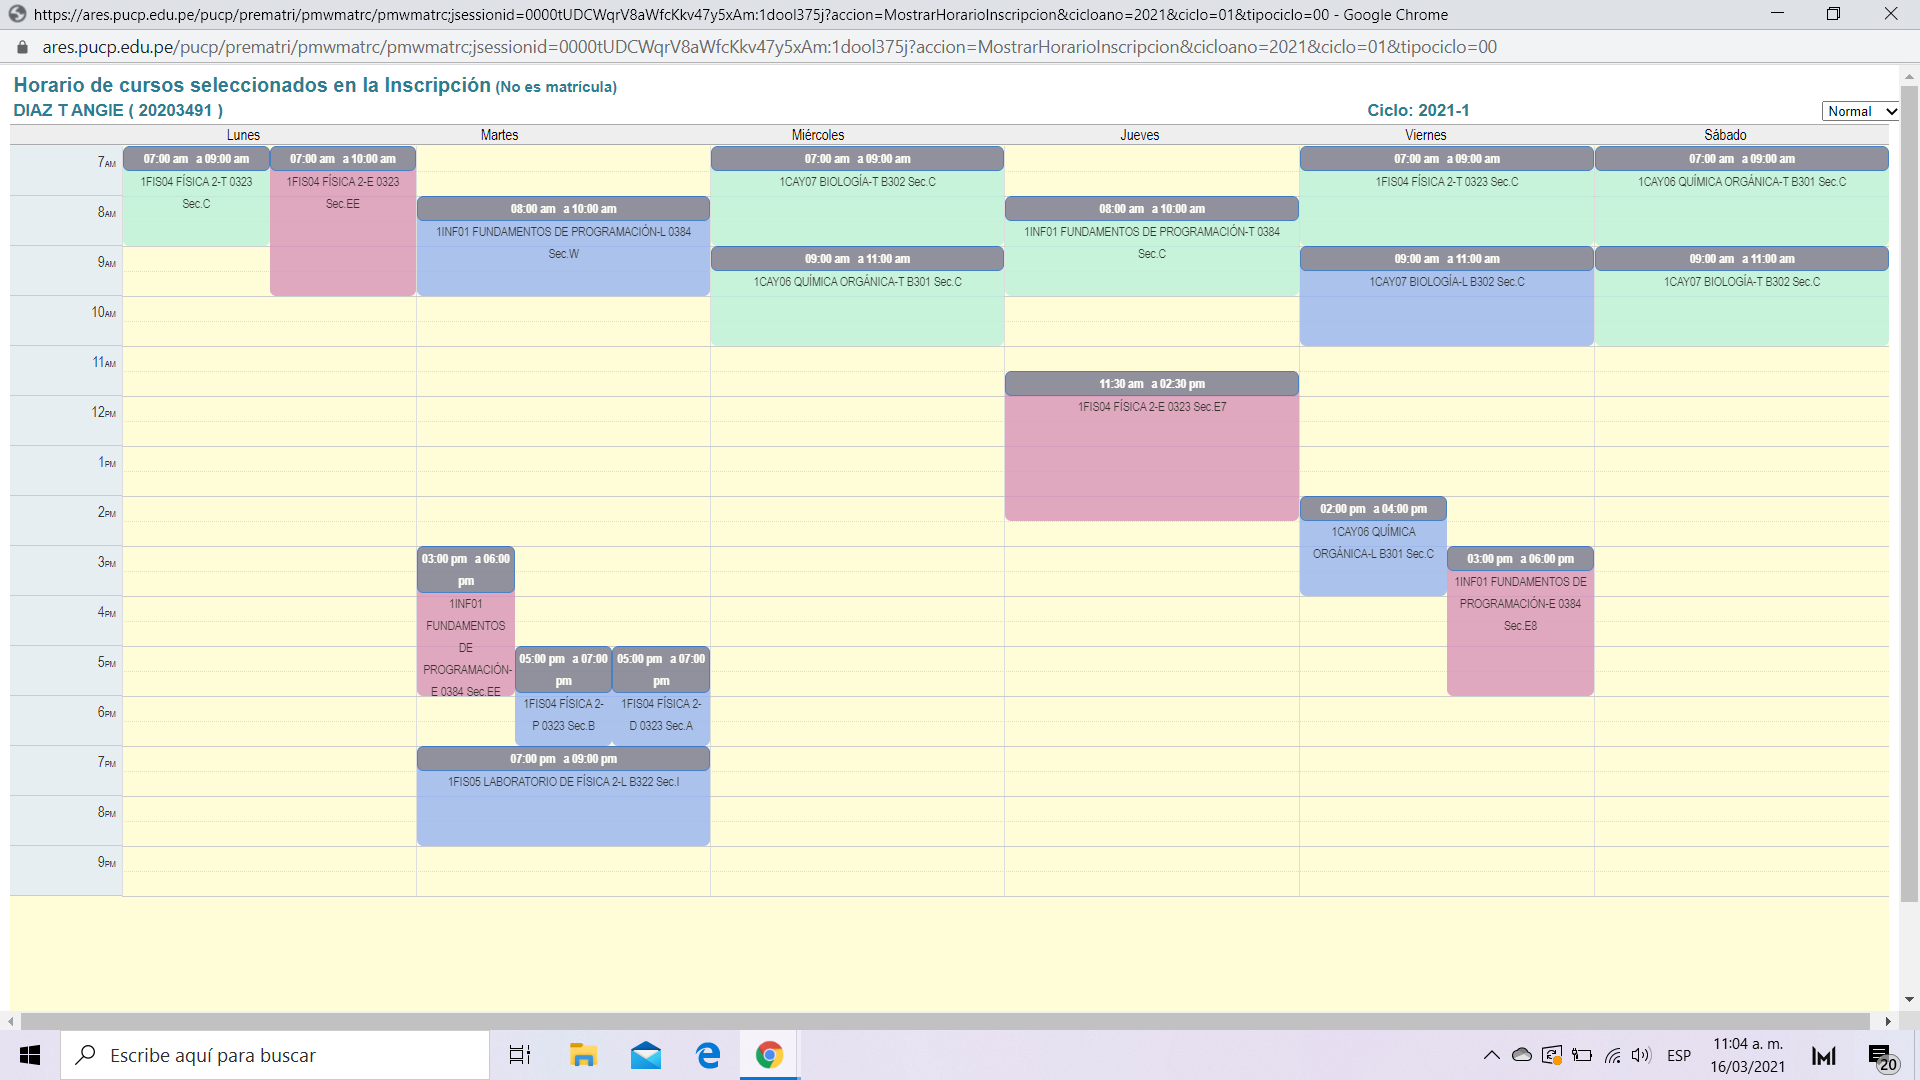 https://ares.pucp.edu.pe/pucp/prematri/pmwmatrc/pmwmatrc;jsessionid=0000tUDCWqrV8aWfcKkv47y5xAm:1dool375j?accion=MostrarHorarioInscripcion&cicloano=2021&ciclo=01&tipociclo=00 - Google Chrome
ares.pucp.edu.pe/pucp/prematri/pmwmatrc/pmwmatrc;jsessionid=0000tUDCWqrV8aWfcKkv47y5xAm:1dool375j?accion=MostrarHorarioInscripcion&cicloano=2021&ciclo=01&tipociclo=00
Horario de cursos seleccionados en la Inscripción (No es matrícula)
DIAZ T ANGIE ( 20203491 )
Ciclo: 2021-1
Normal
Lunes
Martes
Miércoles
Jueves
Viernes
Sábado
7AM
8AM
9AM
10AM
11AM
12PM
1PM
2PM
3PM
4PM
5PM
6PM
7PM
8PM
9PM
07:00 am a 09:00 am
1FIS04 FÍSICA 2-T 0323
Sec.C
07:00 am a 10:00 am
1FIS04 FÍSICA 2-E 0323
Sec.EE
08:00 am a 10:00 am
1INF01 FUNDAMENTOS DE PROGRAMACIÓN-L 0384
Sec.W
03:00 pm a 06:00
pm
1INF01
FUNDAMENTOS
DE
PROGRAMACIÓN-
E 0384 Sec.EE
05:00 pm a 07:00
pm
1FIS04 FÍSICA 2-
P 0323 Sec.B
05:00 pm a 07:00
pm
1FIS04 FÍSICA 2-
D 0323 Sec.A
07:00 pm a 09:00 pm
1FIS05 LABORATORIO DE FÍSICA 2-L B322 Sec.I
07:00 am a 09:00 am
1CAY07 BIOLOGÍA-T B302 Sec.C
09:00 am a 11:00 am
1CAY06 QUÍMICA ORGÁNICA-T B301 Sec.C
08:00 am a 10:00 am
1INF01 FUNDAMENTOS DE PROGRAMACIÓN-T 0384
Sec.C
11:30 am a 02:30 pm
1FIS04 FÍSICA 2-E 0323 Sec.E7
07:00 am a 09:00 am
1FIS04 FÍSICA 2-T 0323 Sec.C
09:00 am a 11:00 am
1CAY07 BIOLOGÍA-L B302 Sec.C
02:00 pm a 04:00 pm
1CAY06 QUÍMICA
ORGÁNICA-L B301 Sec.C
03:00 pm a 06:00 pm
1INF01 FUNDAMENTOS DE
PROGRAMACIÓN-E 0384
Sec.E8
07:00 am a 09:00 am
1CAY06 QUÍMICA ORGÁNICA-T B301 Sec.C
09:00 am a 11:00 am
1CAY07 BIOLOGÍA-T B302 Sec.C
Escribe aquí para buscar
ESP
11:04 a. m.
16/03/2021
20